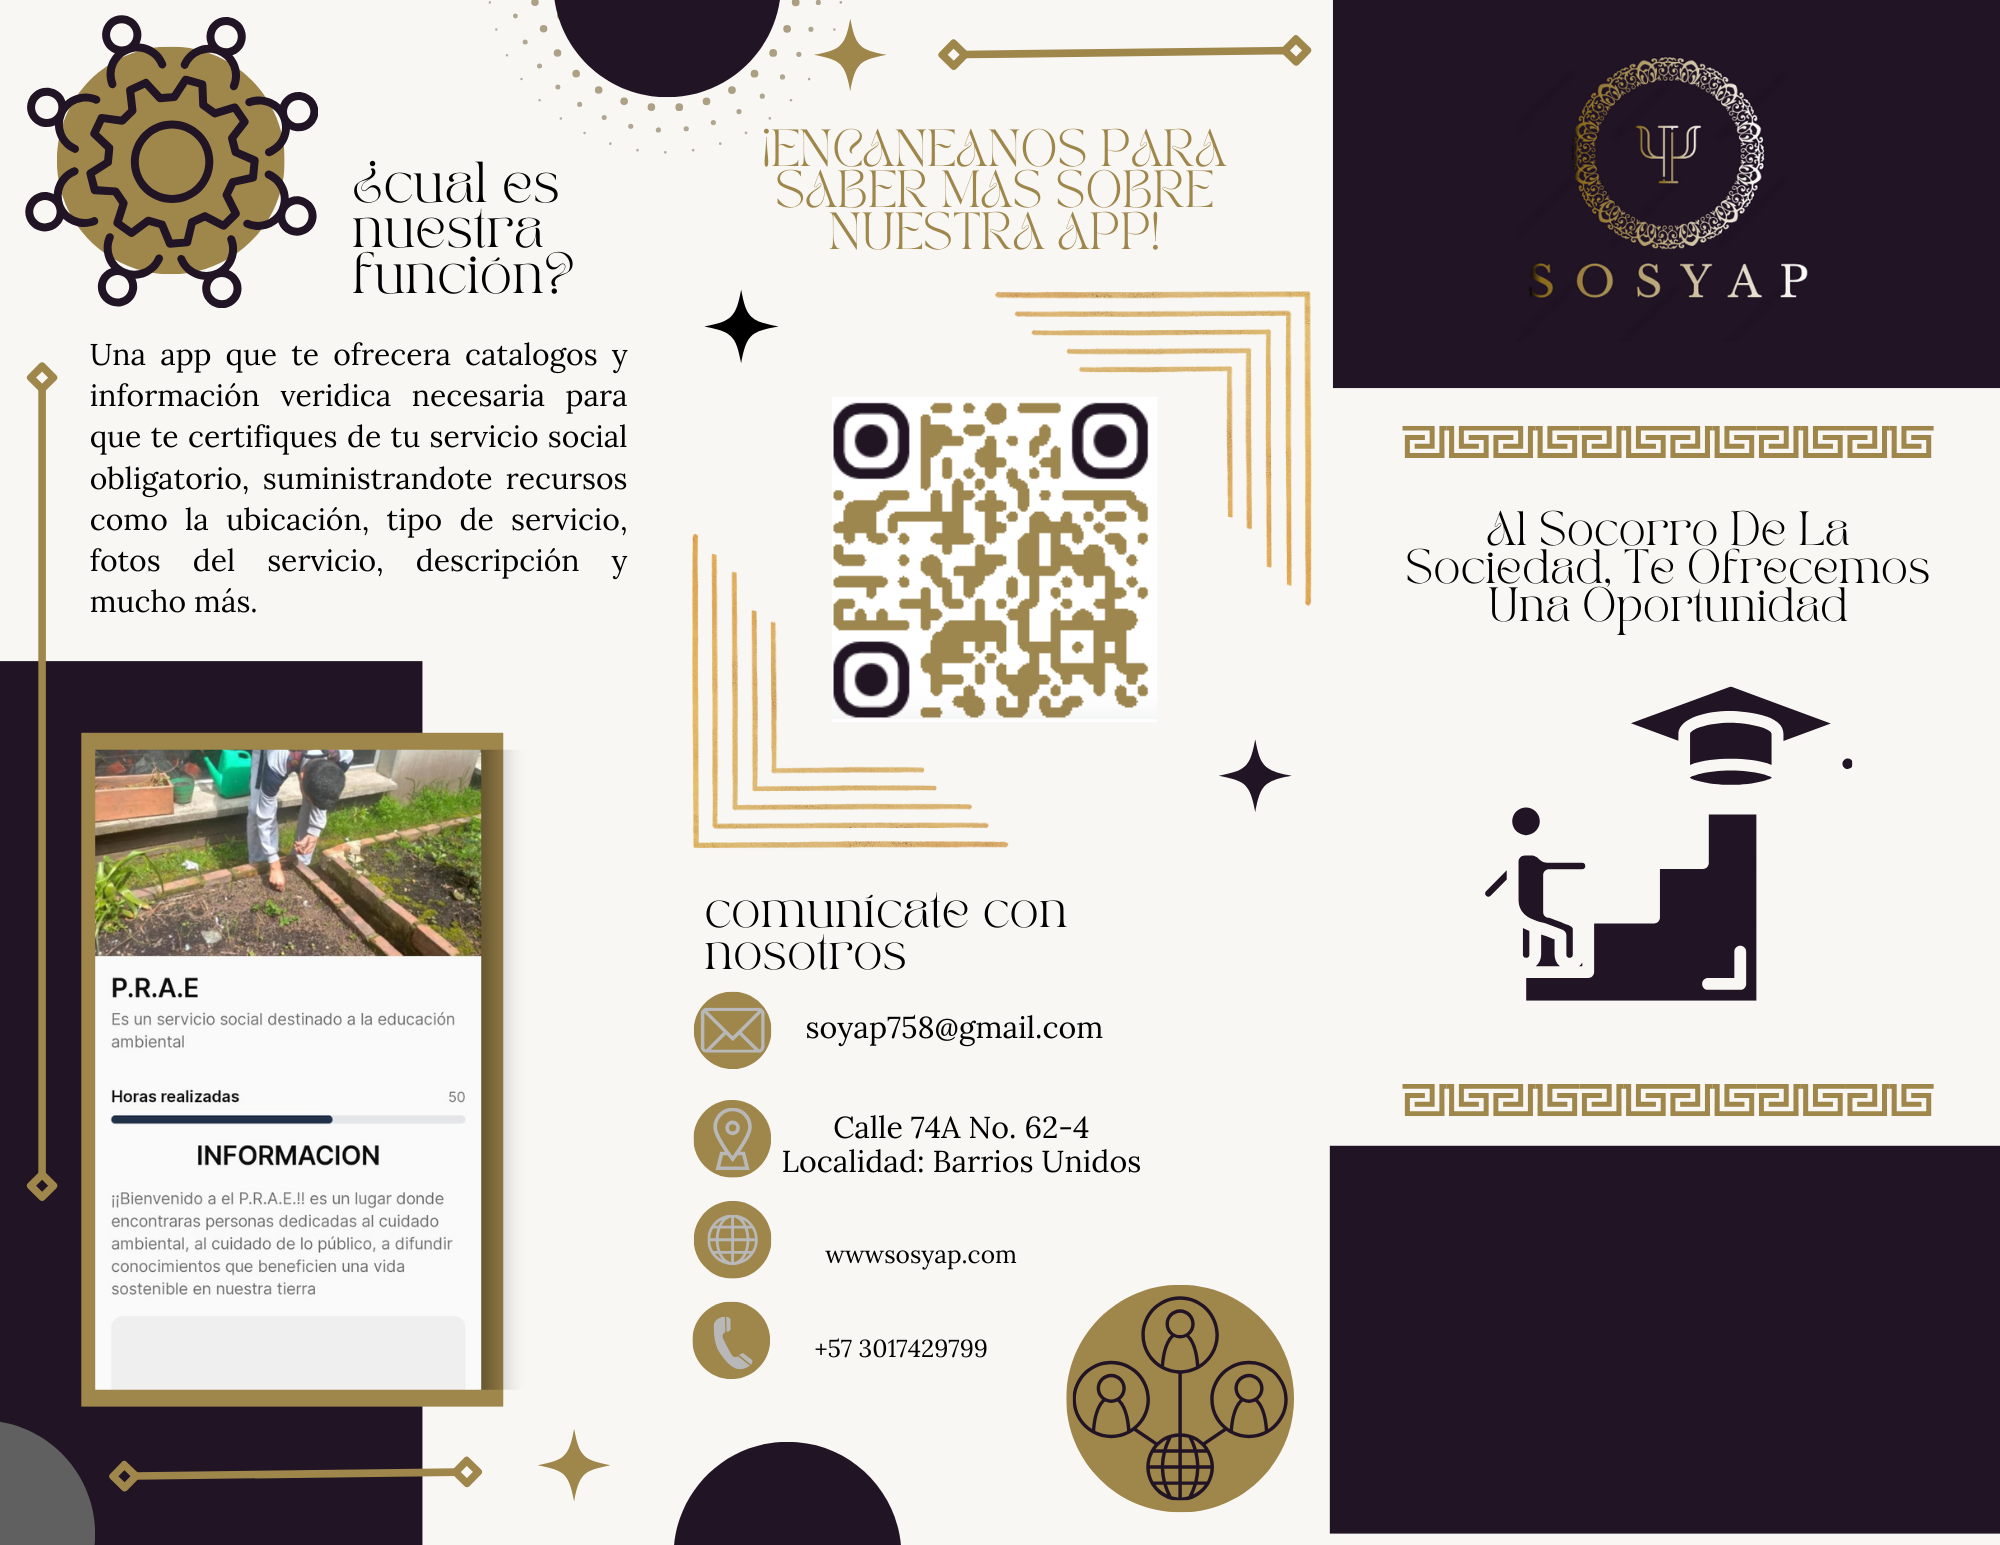 ¿cual es
nuestra
función?
Una app que te ofrecera catalogos y
información veridica necesaria para
que te certifiques de tu servicio social
obligatorio, suministrandote recursos
como la ubicación, tipo de servicio,
fotos del servicio, descripción y
mucho más.
P.R.A.E
Es un servicio social destinado a la educación
ambiental
Horas realizadas 50
INFORMACION
¡¡Bienvenido a el P.R.A.E.!! es un lugar donde
encontraras personas dedicadas al cuidado
ambiental, al cuidado de lo público, a difundir
conocimientos que beneficien una vida
sostenible en nuestra tierra
¡ENCANEANOS PARA
SABER MAS SOBRE
NUESTRA APP!
comunícate con
nosotros
soyap758@gmail.com
Calle 74A No. 62-4
Localidad: Barrios Unidos
wwwsosyap.com
+57 3017429799
SOSYAP
Al Socorro De La
Sociedad, Te Ofrecemos
Una Oportunidad